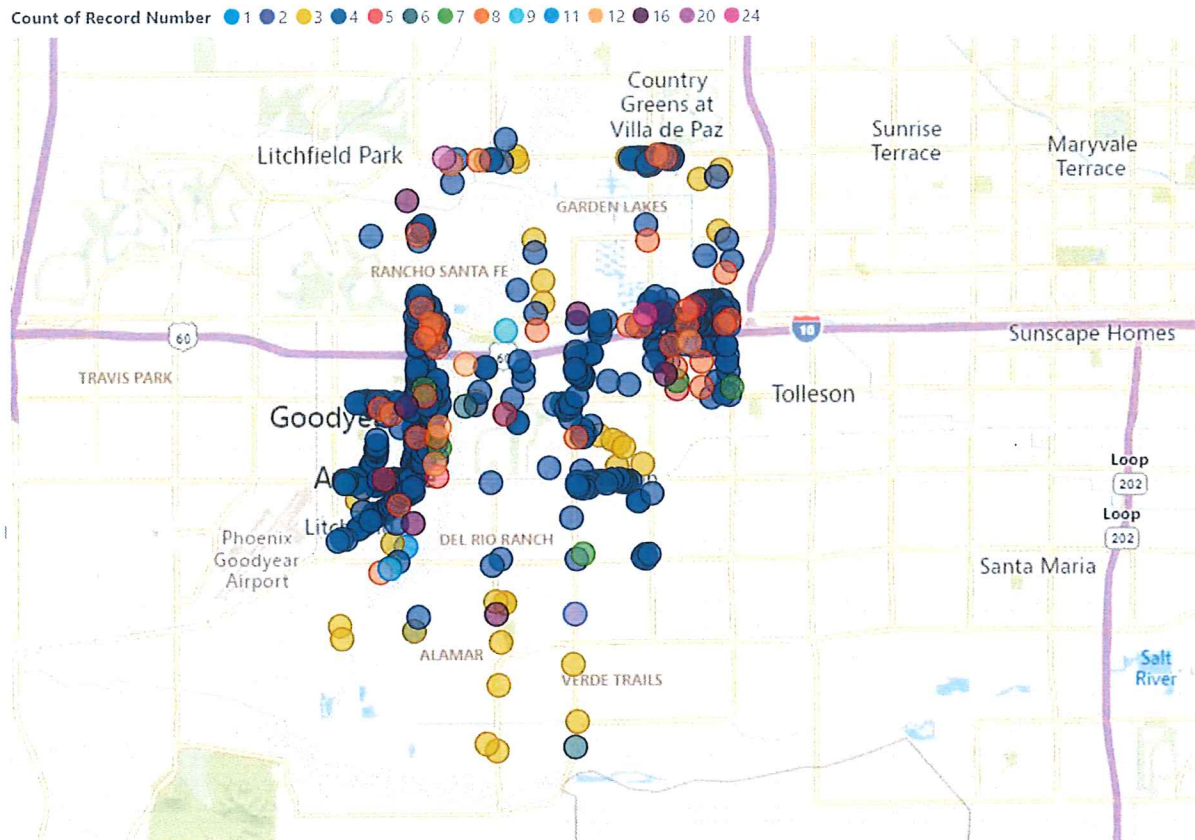 Count of Record Number 1 2 3 4 5 6 7 8 9 11 12 16 20 24
Country
Greens at
Villa de Paz
Litchfield Park
Sunrise
Terrace
Maryvale
Terrace
GARDEN LAKES
RANCHO SANTA FE
60
60
10
Sunscape Homes
TRAVIS PARK
Tolleson
Loop
202
Loop
202
Phoenix
Goodyear
Airport
DEL RIO RANCH
Santa Maria
ALAMAR
VERDE TRAILS
Salt
River